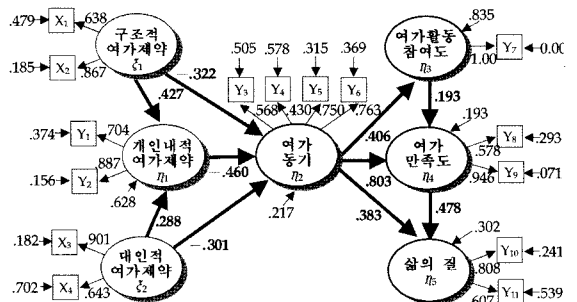 .479
X₁
.638
구조적
여가제약
ξ₁
.185
X₂
.867
.322
.427
.505
.578
.315
.369
Y₃
Y₄
Y₅
Y₆
.568
.430
.750
.763
.835
여가활동
참여도
η₃
1.00
Y₇
0.00
.193
.374
Y₁
.704
개인내적
여가제약
η₁
.156
Y₂
.887
.628
.460
여가
동기
η₂
.217
.406
.803
.383
.193
여가
만족도
η₄
.578
Y₈
.293
.946
Y₉
.071
.288
.301
.478
.182
X₃
.901
대인적
여가제약
ξ₂
.702
X₄
.643
.302
삶의 질
η₅
.808
Y₁₀
.241
.607
Y₁₁
.539